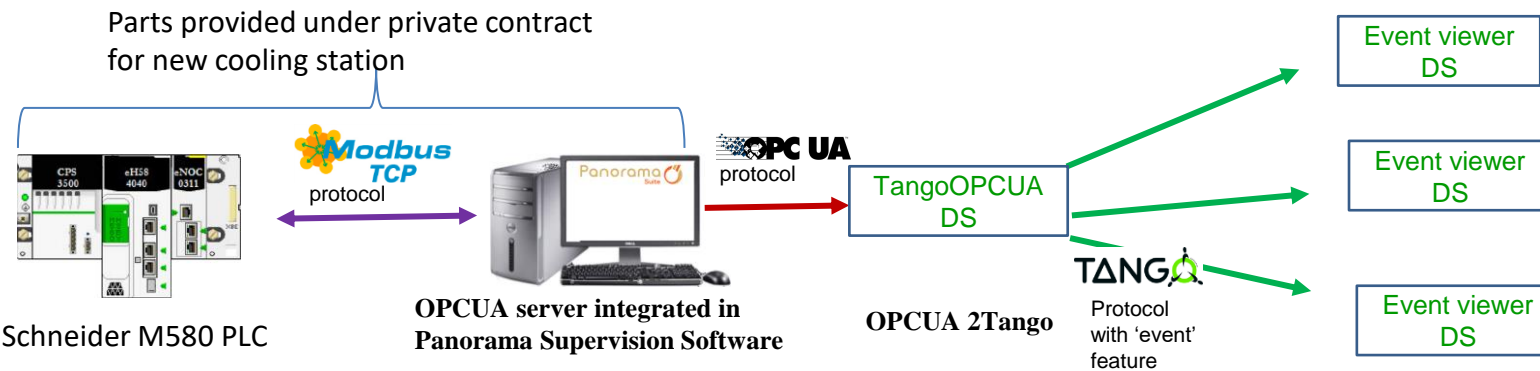 Parts provided under private contract
for new cooling station
CPS
3500
eH58
4040
eNOC
0311
Modbus
TCP
protocol
Panorama
Suite
OPC UA
protocol
TangoOPCUA
DS
Event viewer
DS
Event viewer
DS
Event viewer
DS
TANGO
Protocol
with ‘event’
feature
Schneider M580 PLC
OPCUA server integrated in
Panorama Supervision Software
OPCUA 2Tango